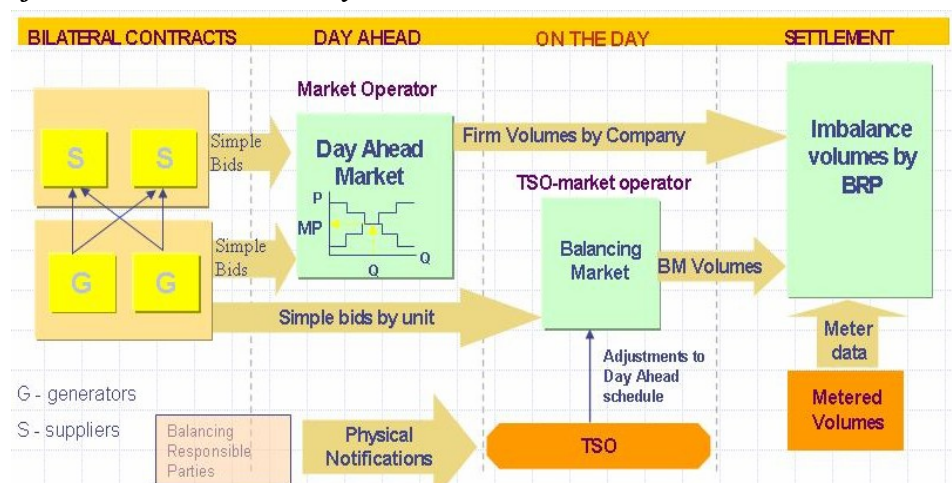 BILATERAL CONTRACTS
DAY AHEAD
ON THE DAY
SETTLEMENT
Market Operator
S
S
Simple
Bids
Day Ahead
Market
P
MP
Q
Q
Firm Volumes by Company
Imbalance
volumes by
BRP
TSO-market operator
G
G
Simple
Bids
Balancing
Market
BM Volumes
Simple bids by unit
Adjustments to
Day Ahead
schedule
Meter
data
G - generators
S - suppliers
Balancing
Responsible
Parties
Physical
Notifications
TSO
Metered
Volumes